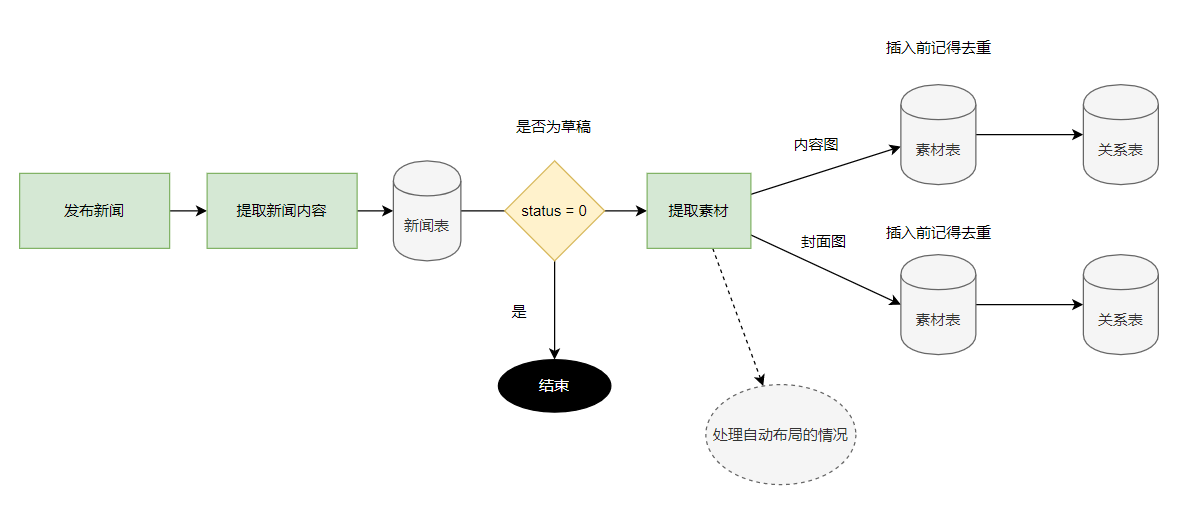 插入前记得去重
是否为草稿
内容图
素材表
关系表
发布新闻
提取新闻内容
新闻表
status = 0
提取素材
封面图
插入前记得去重
是
素材表
关系表
结束
处理自动布局的情况